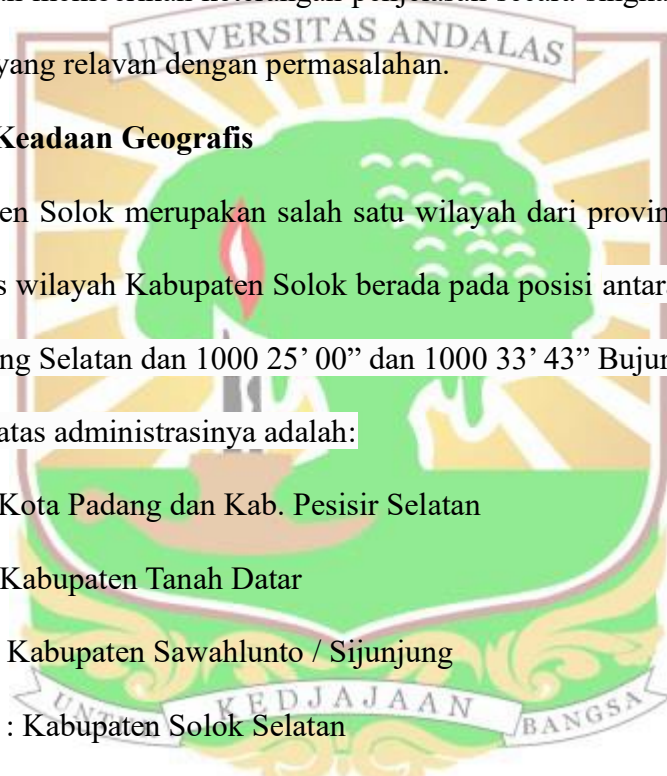 UNIVERSITAS ANDALAS
yang relavan dengan permasalahan.
Keadaan Geografis
en Solok merupakan salah satu wilayah dari provin
s wilayah Kabupaten Solok berada pada posisi antara
ng Selatan dan 1000 25’ 00” dan 1000 33’ 43” Bujur
atas administrasinya adalah:
Kota Padang dan Kab. Pesisir Selatan
Kabupaten Tanah Datar
Kabupaten Sawahlunto / Sijunjung
UNTUK KEDJAJAAN BANGSA
: Kabupaten Solok Selatan